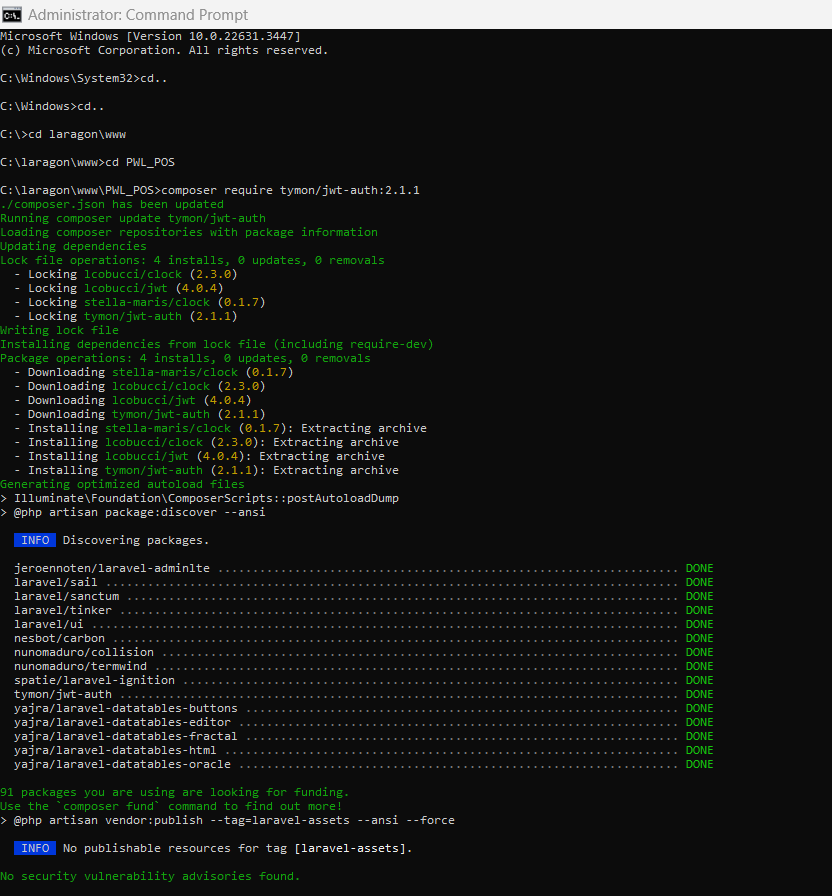 Administrator: Command Prompt
Microsoft Windows [Version 10.0.22631.3447]
(c) Microsoft Corporation. All rights reserved.
C:\Windows\System32>cd..
C:\Windows>cd..
C:\>cd laragon\www
C:\laragon\www>cd PWL_POS
C:\laragon\www\PWL_POS>composer require tymon/jwt-auth:2.1.1
./composer.json has been updated
Running composer update tymon/jwt-auth
Loading composer repositories with package information
Updating dependencies
Lock file operations: 4 installs, 0 updates, 0 removals
- Locking lcobucci/clock (2.3.0)
- Locking lcobucci/jwt (4.0.4)
- Locking stella-maris/clock (0.1.7)
- Locking tymon/jwt-auth (2.1.1)
Writing lock file
Installing dependencies from lock file (including require-dev)
Package operations: 4 installs, 0 updates, 0 removals
- Downloading stella-maris/clock (0.1.7)
- Downloading lcobucci/clock (2.3.0)
- Downloading lcobucci/jwt (4.0.4)
- Downloading tymon/jwt-auth (2.1.1)
- Installing stella-maris/clock (0.1.7): Extracting archive
- Installing lcobucci/clock (2.3.0): Extracting archive
- Installing lcobucci/jwt (4.0.4): Extracting archive
- Installing tymon/jwt-auth (2.1.1): Extracting archive
Generating optimized autoload files
> Illuminate\Foundation\ComposerScripts::postAutoloadDump
> @php artisan package:discover --ansi
INFO Discovering packages.
jeroennoten/laravel-adminlte .................................................................. DONE
laravel/sail .................................................................................. DONE
laravel/sanctum ............................................................................... DONE
laravel/tinker ................................................................................ DONE
laravel/ui .................................................................................... DONE
nesbot/carbon ................................................................................. DONE
nunomaduro/collision .......................................................................... DONE
nunomaduro/termwind ........................................................................... DONE
spatie/laravel-ignition ....................................................................... DONE
tymon/jwt-auth ................................................................................ DONE
yajra/laravel-datatables-buttons .............................................................. DONE
yajra/laravel-datatables-editor ............................................................... DONE
yajra/laravel-datatables-fractal .............................................................. DONE
yajra/laravel-datatables-html ................................................................. DONE
yajra/laravel-datatables-oracle ............................................................... DONE
91 packages you are using are looking for funding.
Use the `composer fund` command to find out more!
> @php artisan vendor:publish --tag=laravel-assets --ansi --force
INFO No publishable resources for tag [laravel-assets].
No security vulnerability advisories found.